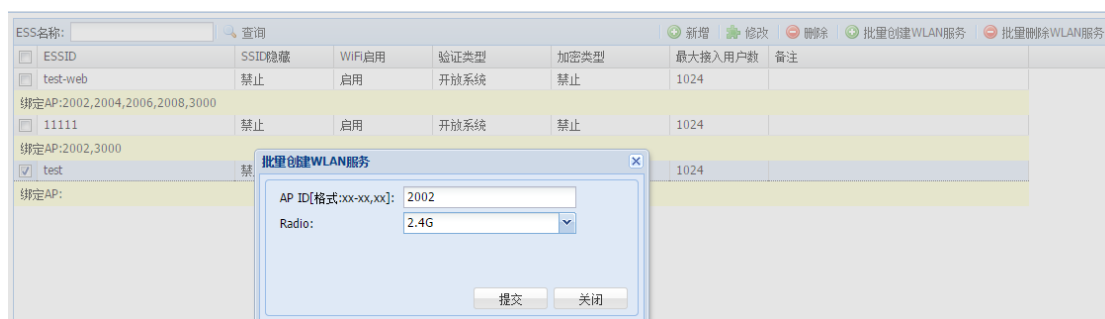 ESS名称: 查询 新增 修改 删除 批量创建WLAN服务 批量删除WLAN服务
ESSID SSID隐藏 WiFi启用 验证类型 加密类型 最大接入用户数 备注
test-web 禁止 启用 开放系统 禁止 1024
绑定AP:2002,2004,2006,2008,3000
11111 禁止 启用 开放系统 禁止 1024
绑定AP:2002,3000
test 禁 1024
绑定AP:
批量创建WLAN服务
AP ID[格式:xx-xx,xx]: 2002
Radio: 2.4G
提交 关闭